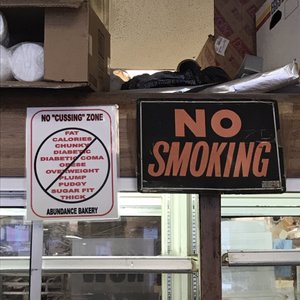 NO "CUSSING" ZONE
FAT
CALORIES
CHUNKY
DIABETIC
DIABETIC COMA
OBESE
OVERWEIGHT
PLUMP
PUDGY
SUGAR FIT
THICK
ABUNDANCE BAKERY
NO
SMOKING